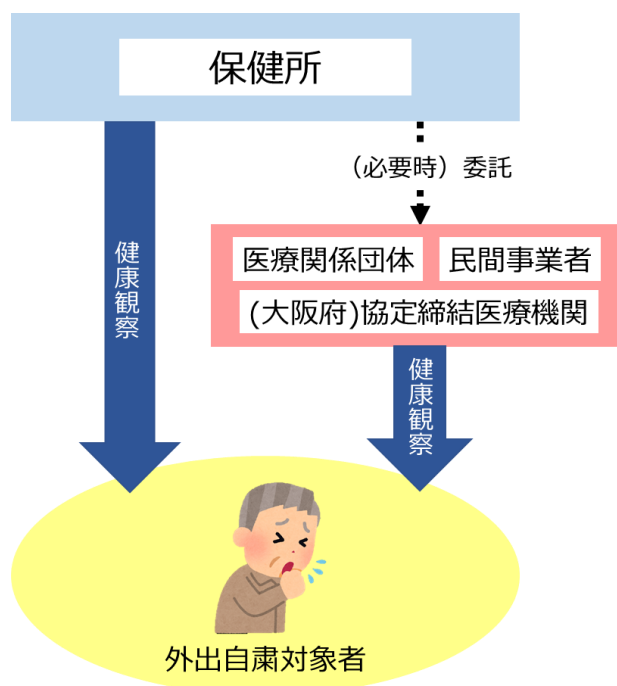 保健所
（必要時）委託
医療関係団体
民間事業者
(大阪府)協定締結医療機関
健康観察
健康観察
外出自粛対象者